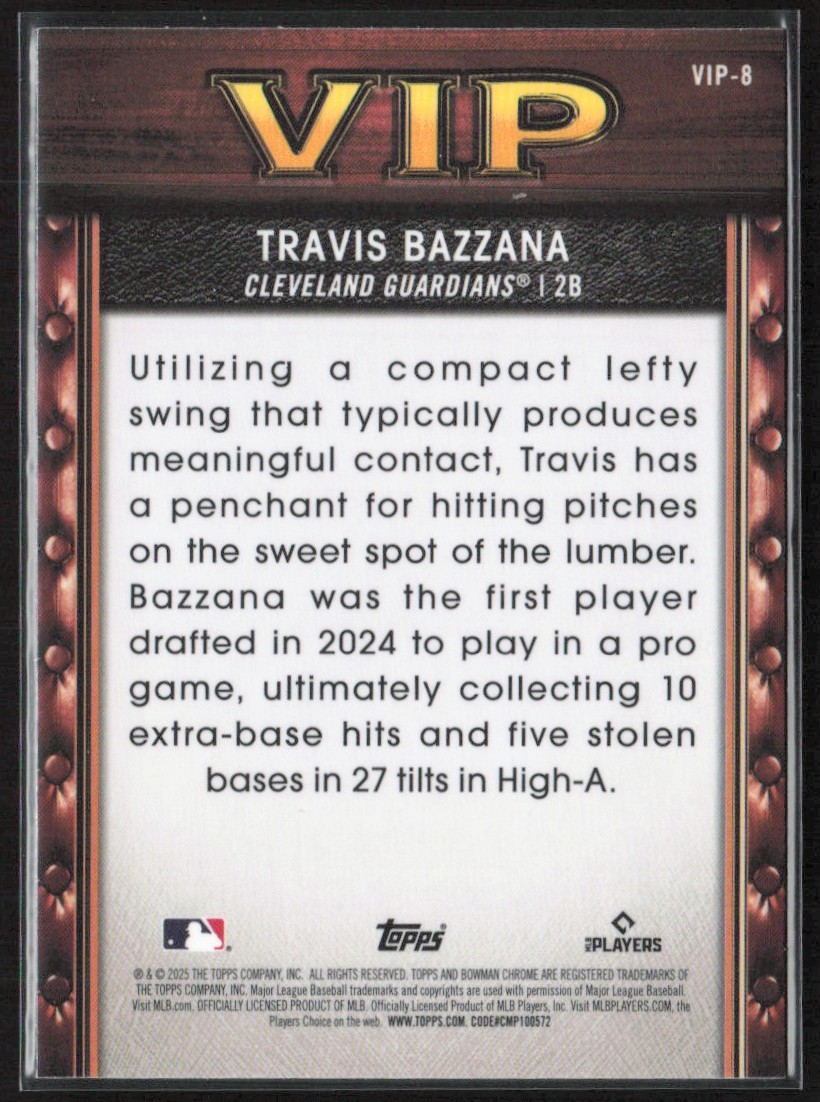 VIP-8
VIP
TRAVIS BAZZANA
CLEVELAND GUARDIANS® | 2B
Utilizing a compact lefty
swing that typically produces
meaningful contact, Travis has
a penchant for hitting pitches
on the sweet spot of the lumber.
Bazzana was the first player
drafted in 2024 to play in a pro
game, ultimately collecting 10
extra-base hits and five stolen
bases in 27 tilts in High-A.
topps
MLB PLAYERS
® & © 2025 THE TOPPS COMPANY, INC. ALL RIGHTS RESERVED. TOPPS AND BOWMAN CHROME ARE REGISTERED TRADEMARKS OF
THE TOPPS COMPANY, INC. Major League Baseball trademarks and copyrights are used with permission of Major League Baseball.
Visit MLB.com. OFFICIALLY LICENSED PRODUCT OF MLB. Officially Licensed Product of MLB Players, Inc. Visit MLBPLAYERS.COM, the
Players Choice on the web. WWW.TOPPS.COM. CODE#CMP100572